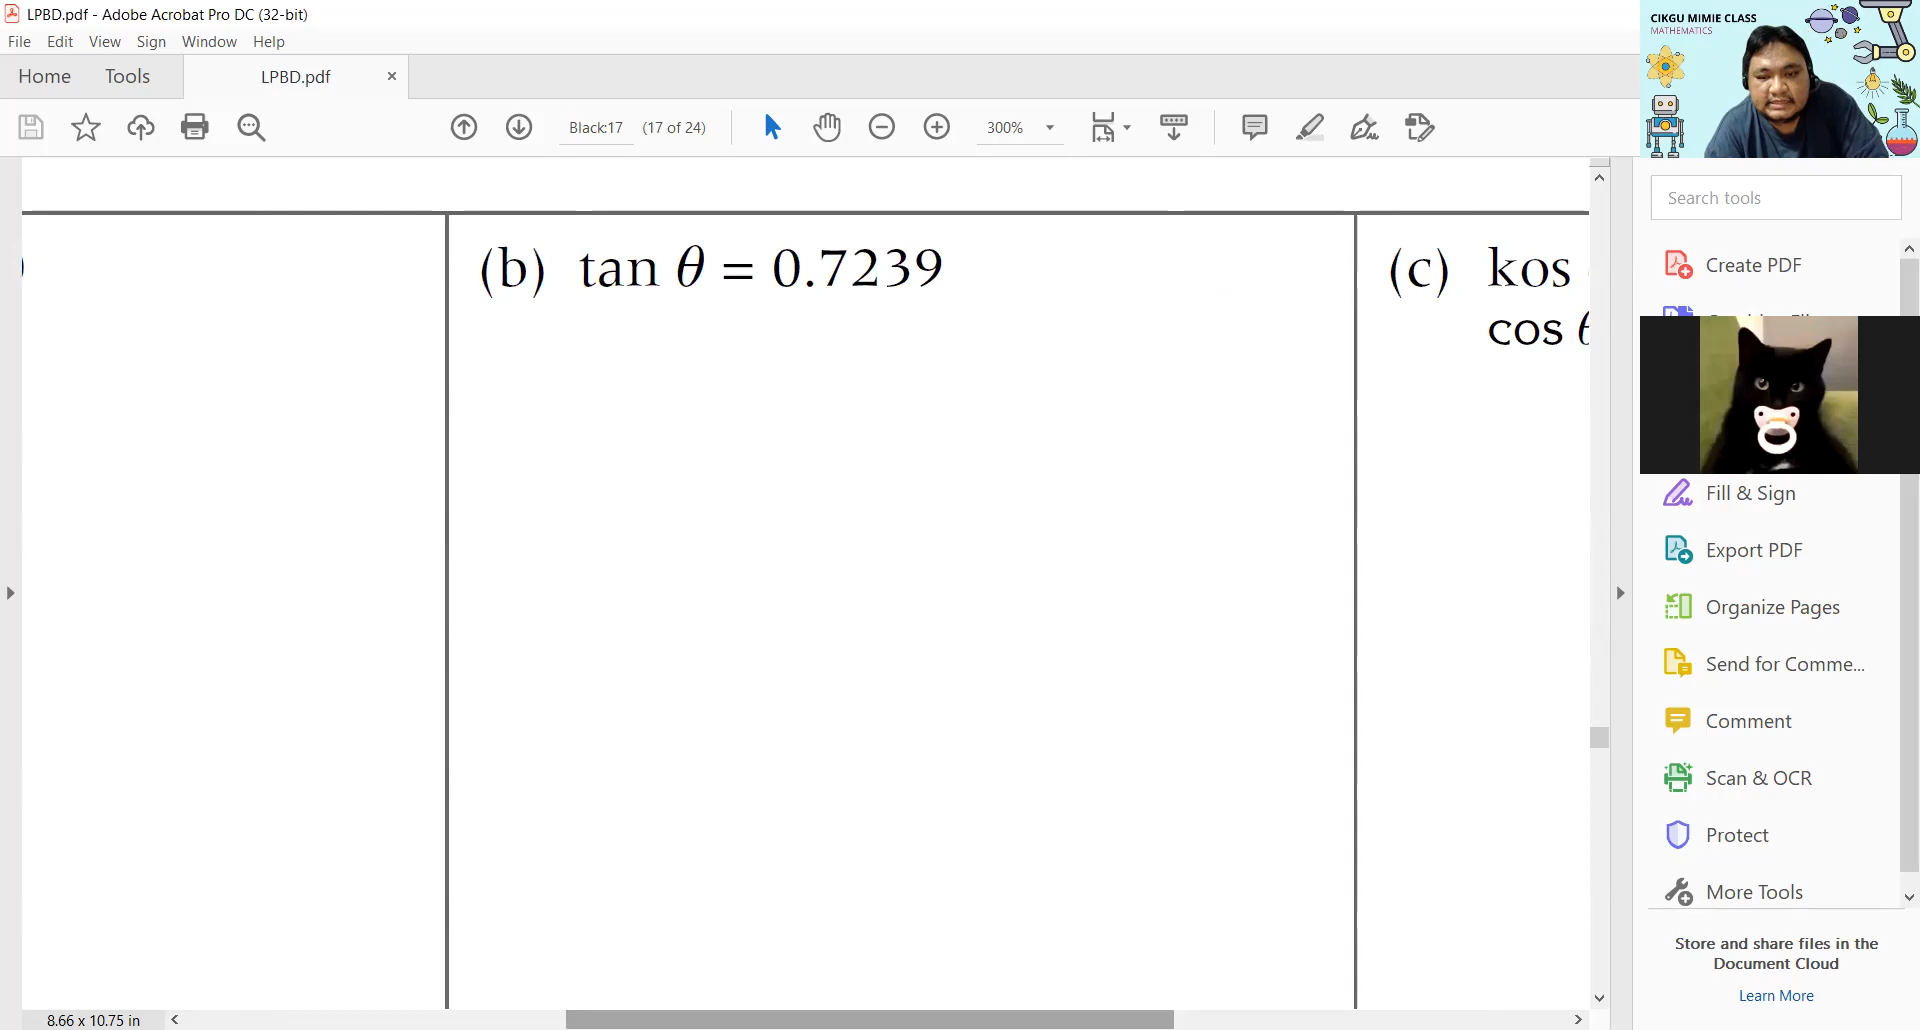 LPBD.pdf - Adobe Acrobat Pro DC (32-bit)
File Edit View Sign Window Help
Home Tools LPBD.pdf ×
Black:17 (17 of 24) 300%
CIKGU MIMIE CLASS
MATHEMATICS
(b) tan θ = 0.7239
(c) kos
cos θ
Search tools
Create PDF
Fill & Sign
Export PDF
Organize Pages
Send for Comme...
Comment
Scan & OCR
Protect
More Tools
Store and share files in the
Document Cloud
Learn More
8.66 x 10.75 in